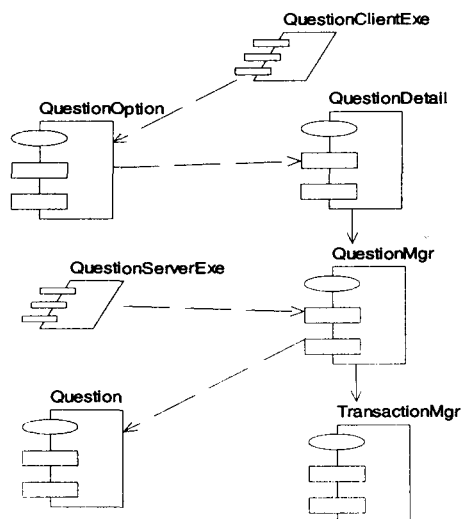 QuestionClientExe
QuestionOption
QuestionDetail
QuestionServerExe
QuestionMgr
Question
TransactionMgr